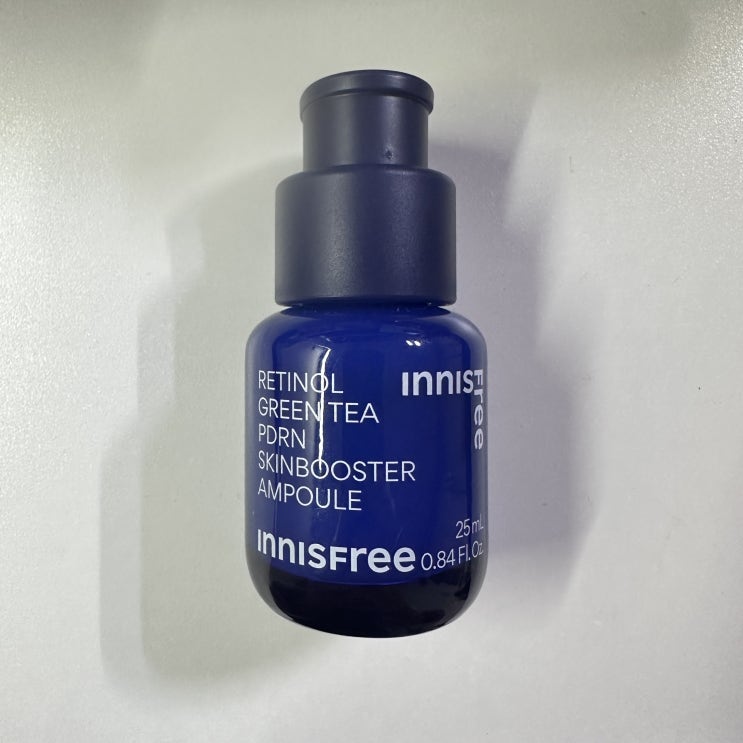 RETINOL
GREEN TEA
PDRN
SKINBOOSTER
AMPOULE
INNISFree
INNISFree
25 mL
0.84 Fl. Oz.